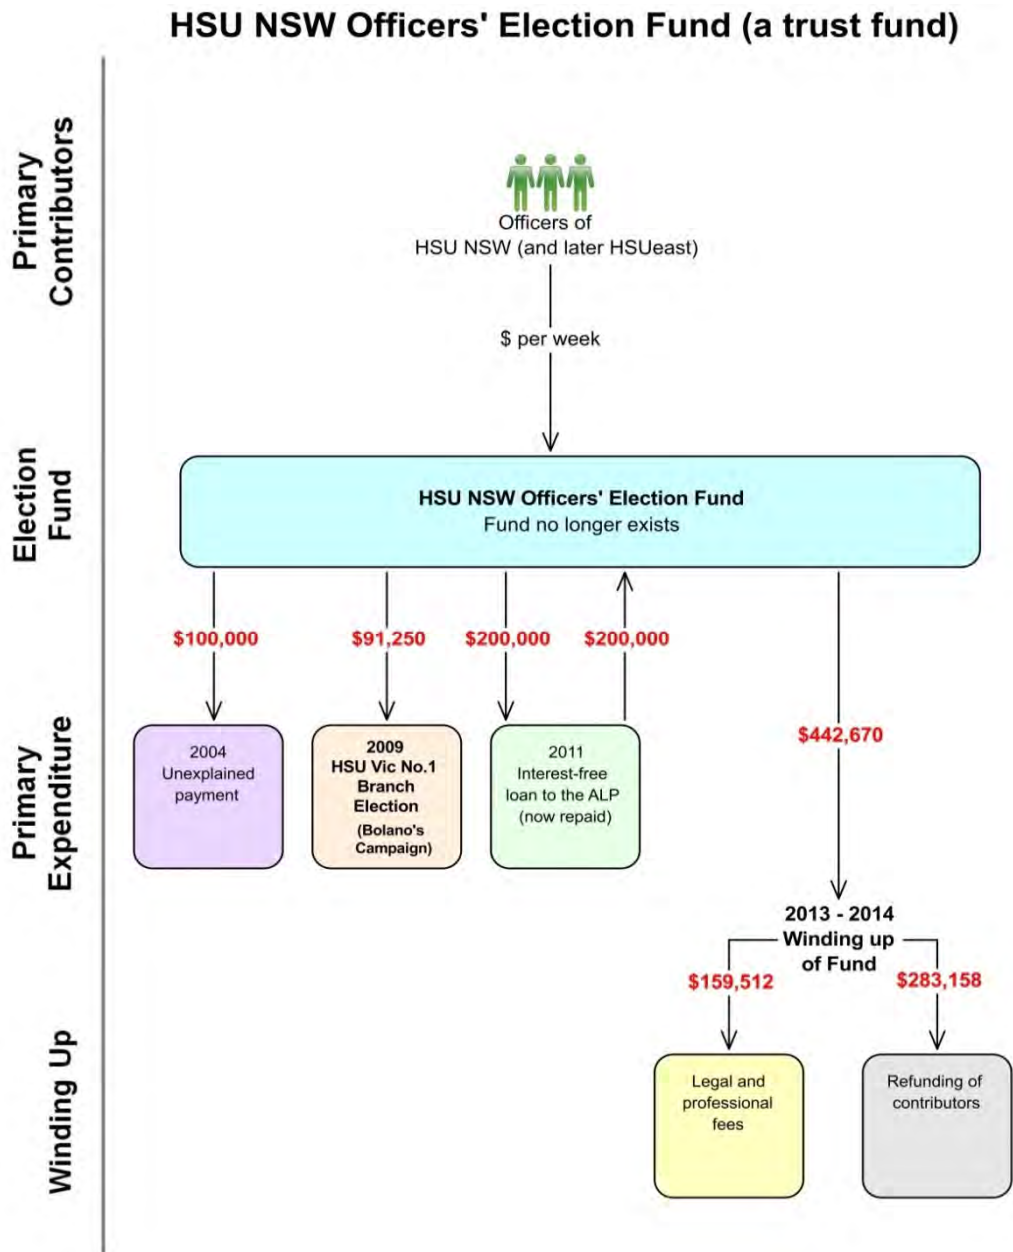 HSU NSW Officers' Election Fund (a trust fund)
Primary
Contributors
Officers of
HSU NSW (and later HSUeast)
$ per week
Election
Fund
HSU NSW Officers' Election Fund
Fund no longer exists
$100,000
$91,250
$200,000
$200,000
$442,670
Primary
Expenditure
2004
Unexplained
payment
2009
HSU Vic No.1
Branch
Election
(Bolano's
Campaign)
2011
Interest-free
loan to the ALP
(now repaid)
2013 - 2014
Winding up
of Fund
$159,512
$283,158
Winding Up
Legal and
professional
fees
Refunding of
contributors